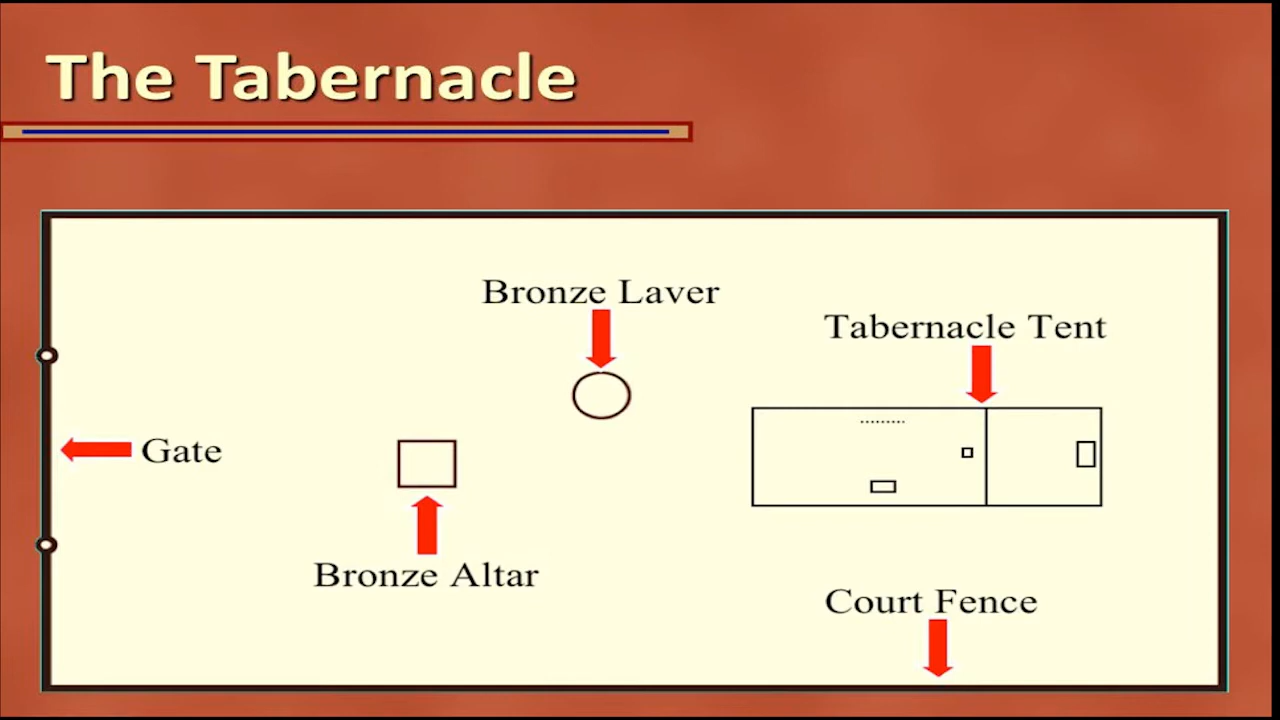 The Tabernacle
Bronze Laver
Tabernacle Tent
Gate
Bronze Altar
Court Fence